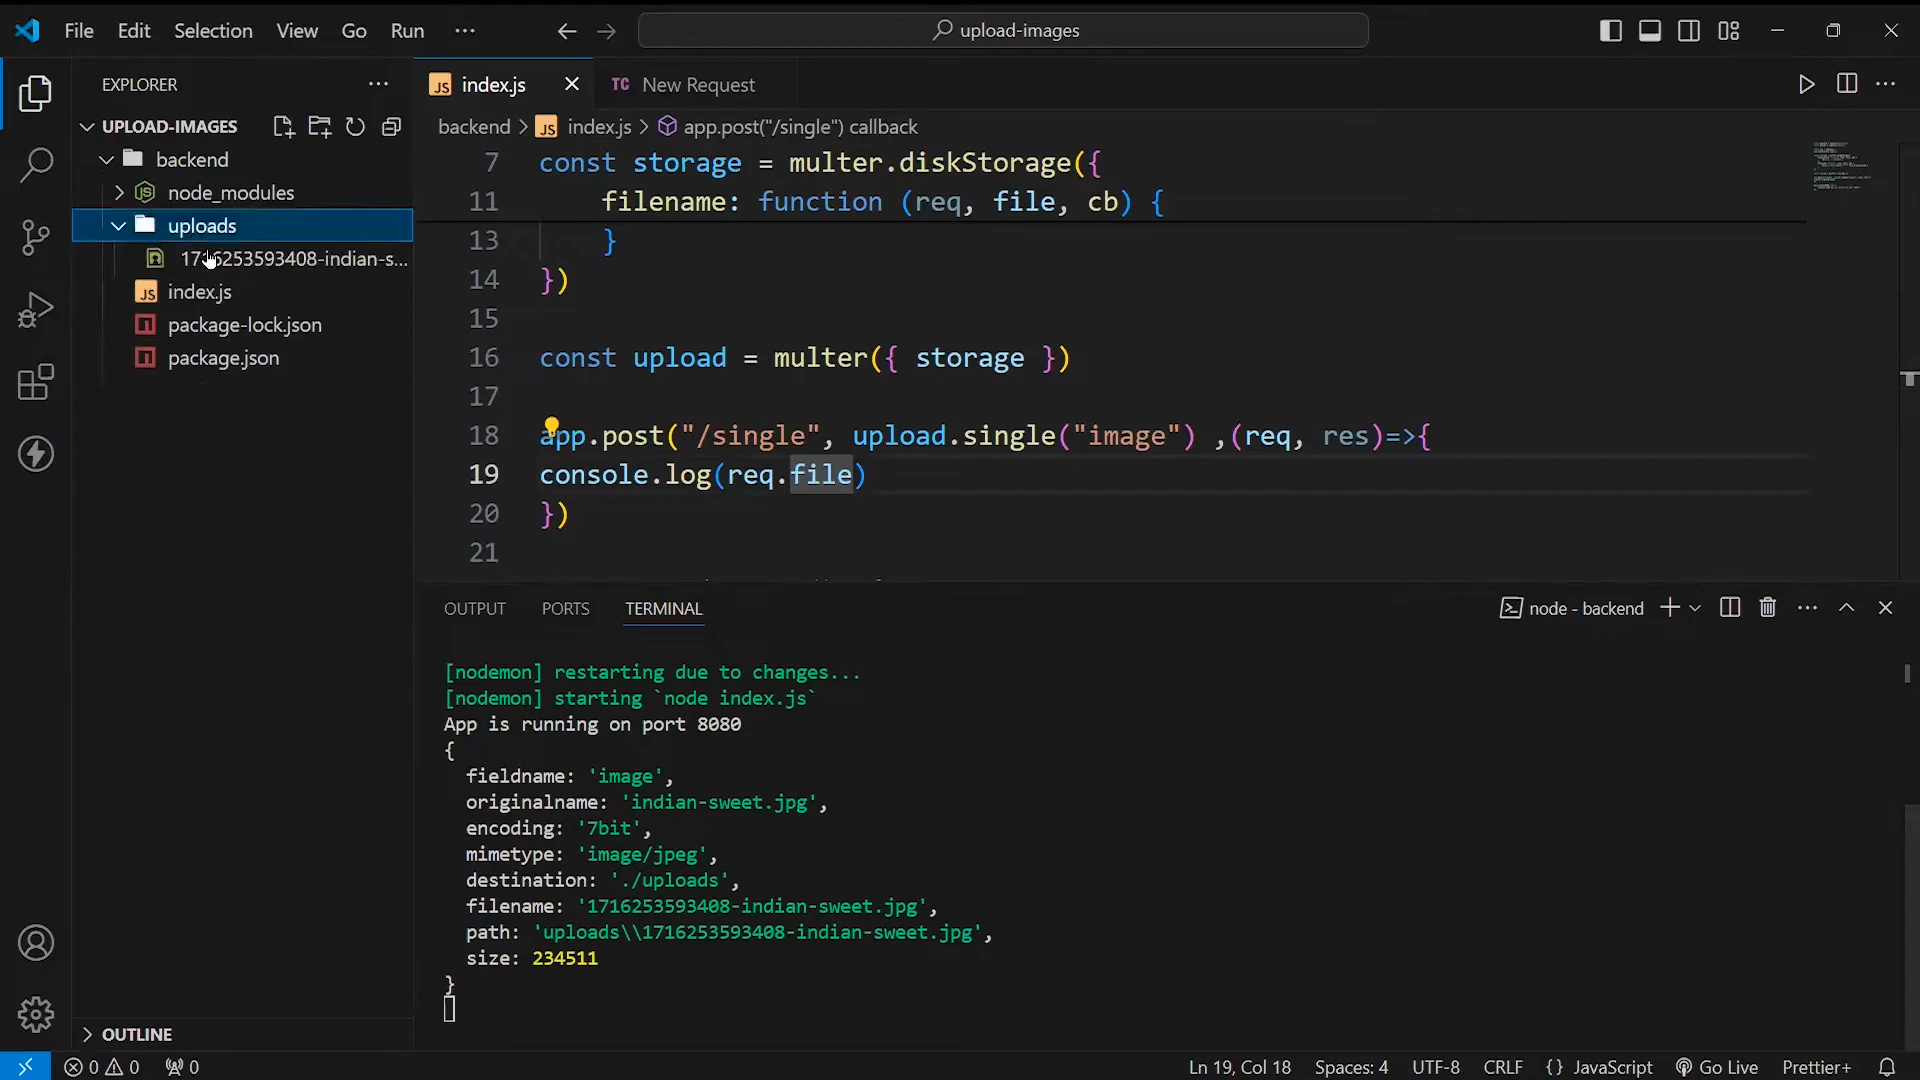 File Edit Selection View Go Run ··· upload-images
EXPLORER ···
UPLOAD-IMAGES
backend
node_modules
uploads
1716253593408-indian-s...
index.js
package-lock.json
package.json
OUTLINE
JS index.js TC New Request
backend > JS index.js > app.post("/single") callback
7 const storage = multer.diskStorage({
11 filename: function (req, file, cb) {
13 }
14 })
15
16 const upload = multer({ storage })
17
18 app.post("/single", upload.single("image") ,(req, res)=>{
19 console.log(req.file)
20 })
21
OUTPUT PORTS TERMINAL node - backend
[nodemon] restarting due to changes...
[nodemon] starting `node index.js`
App is running on port 8080
{
fieldname: 'image',
originalname: 'indian-sweet.jpg',
encoding: '7bit',
mimetype: 'image/jpeg',
destination: './uploads',
filename: '1716253593408-indian-sweet.jpg',
path: 'uploads\\1716253593408-indian-sweet.jpg',
size: 234511
}
0 0 0 Ln 19, Col 18 Spaces: 4 UTF-8 CRLF {} JavaScript Go Live Prettier+